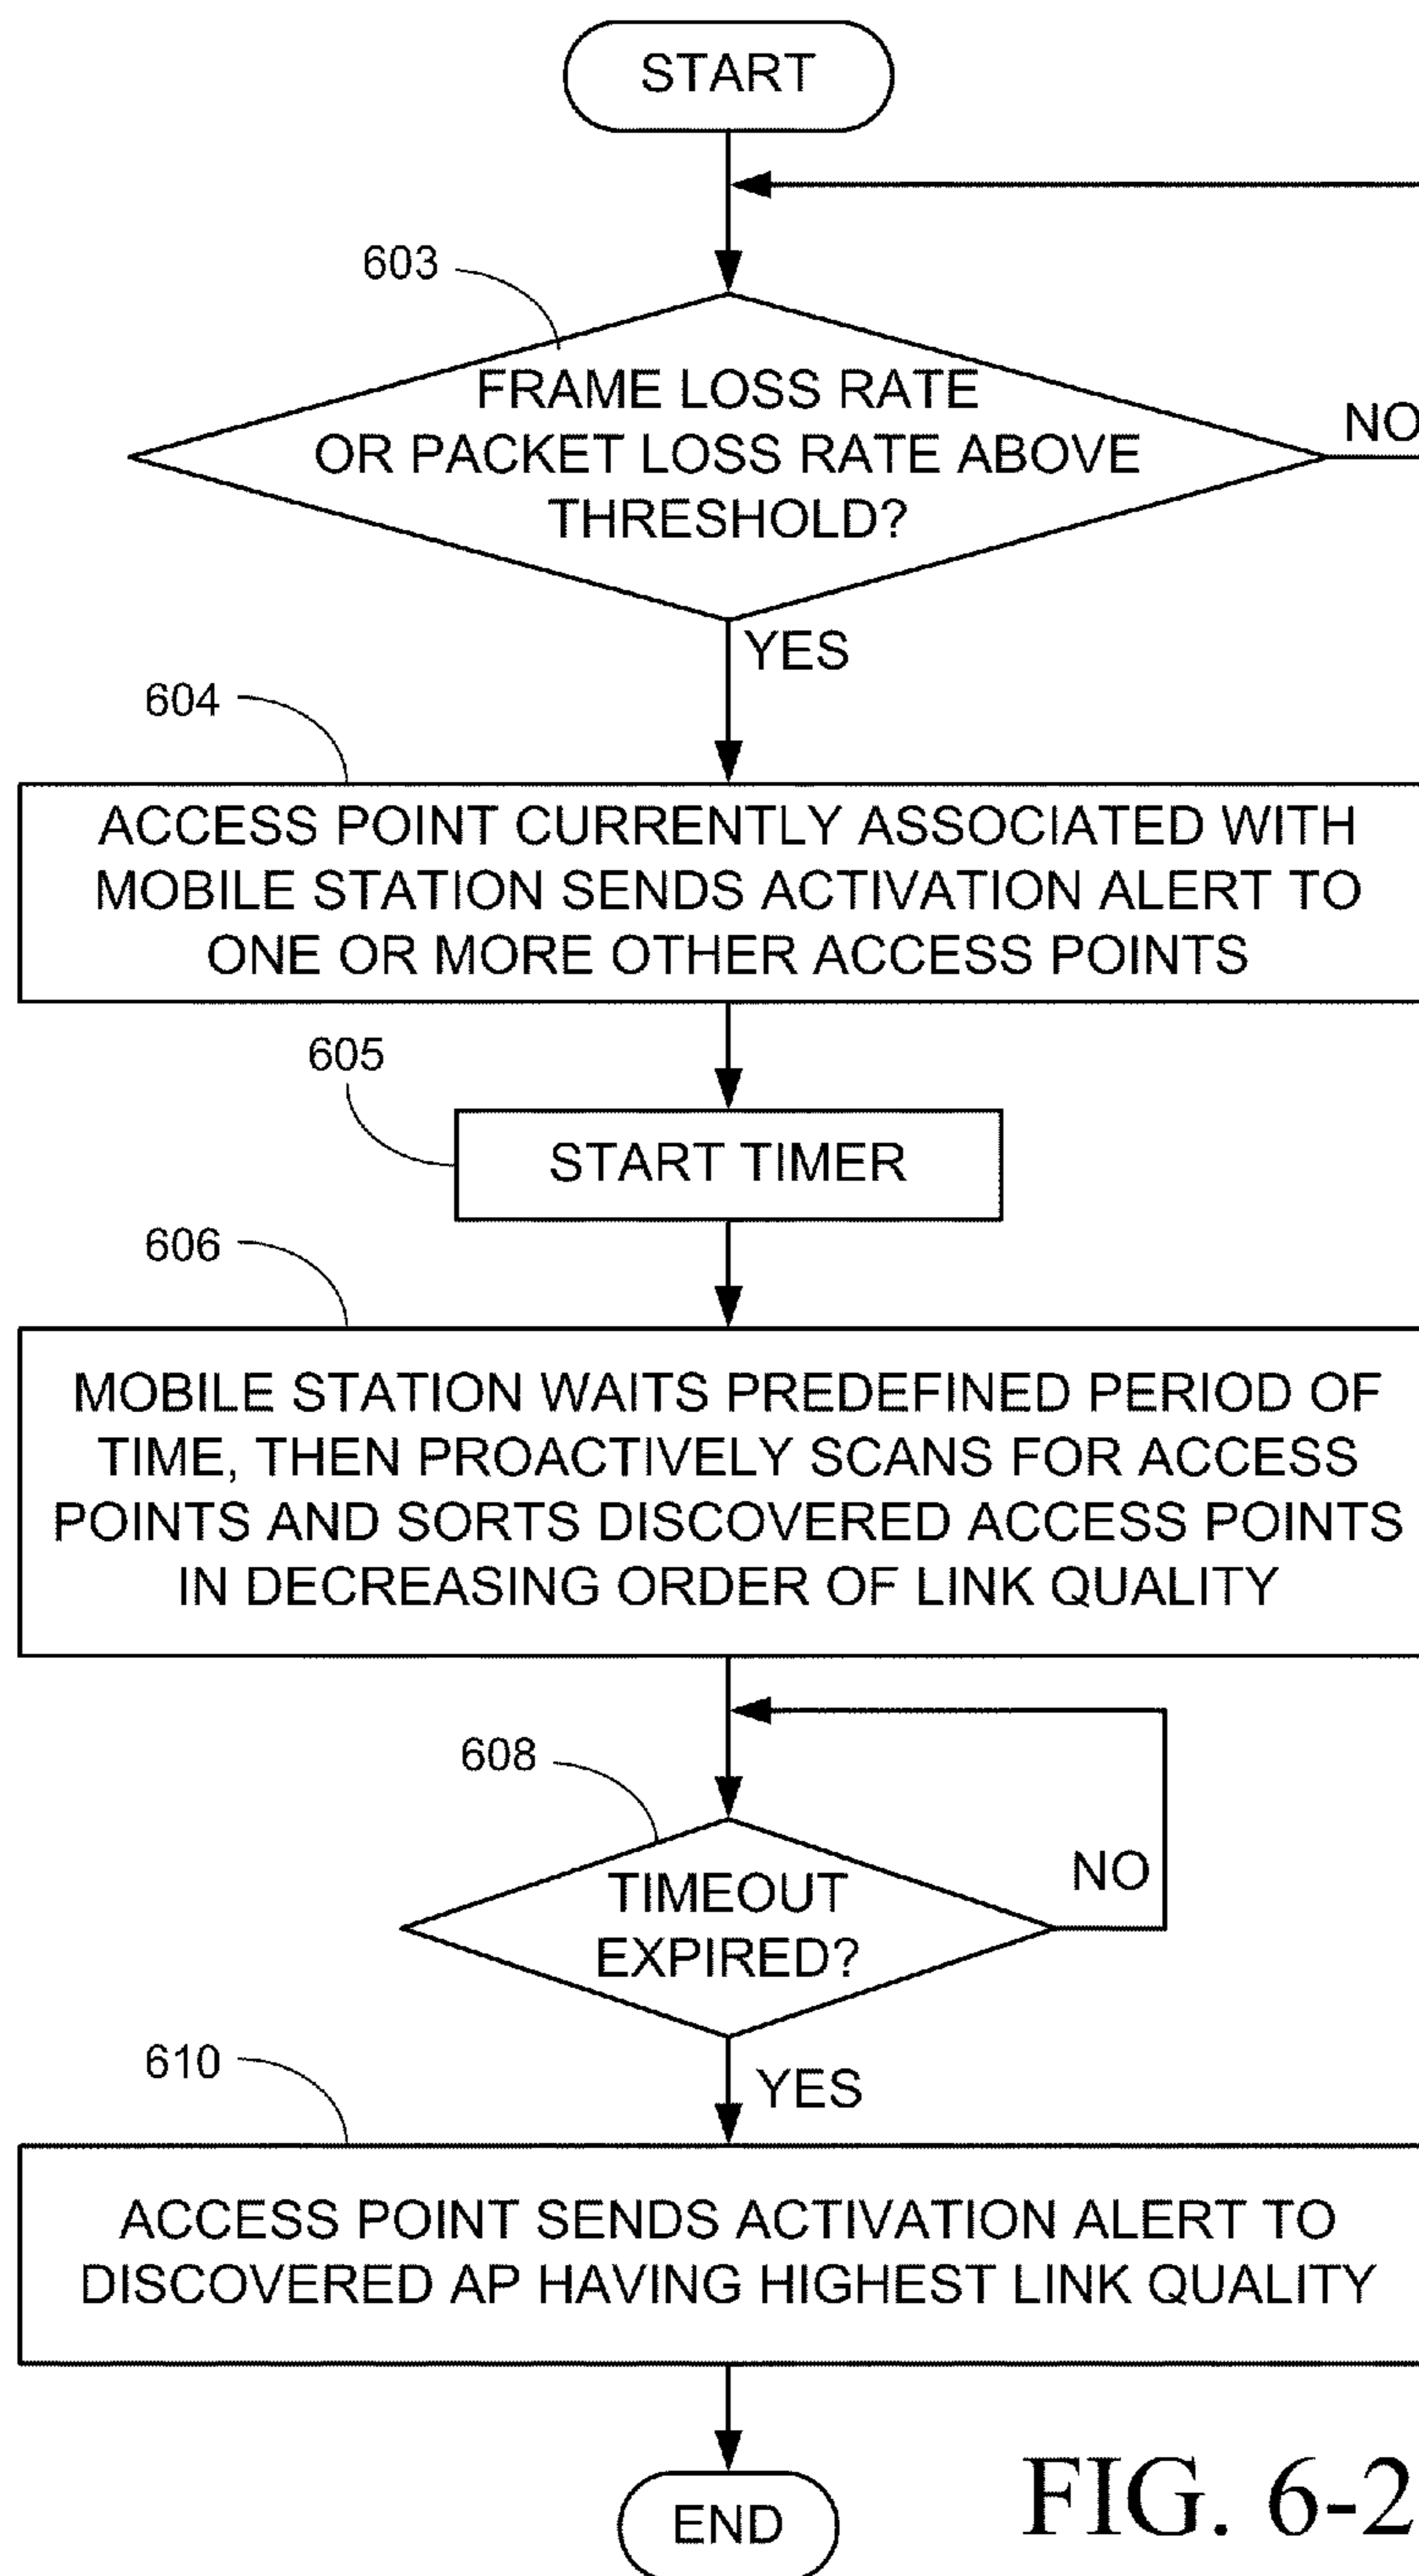 START
603
FRAME LOSS RATE
OR PACKET LOSS RATE ABOVE
THRESHOLD?
NO
YES
604
ACCESS POINT CURRENTLY ASSOCIATED WITH
MOBILE STATION SENDS ACTIVATION ALERT TO
ONE OR MORE OTHER ACCESS POINTS
605
START TIMER
606
MOBILE STATION WAITS PREDEFINED PERIOD OF
TIME, THEN PROACTIVELY SCANS FOR ACCESS
POINTS AND SORTS DISCOVERED ACCESS POINTS
IN DECREASING ORDER OF LINK QUALITY
608
TIMEOUT
EXPIRED?
NO
YES
610
ACCESS POINT SENDS ACTIVATION ALERT TO
DISCOVERED AP HAVING HIGHEST LINK QUALITY
END
FIG. 6-2